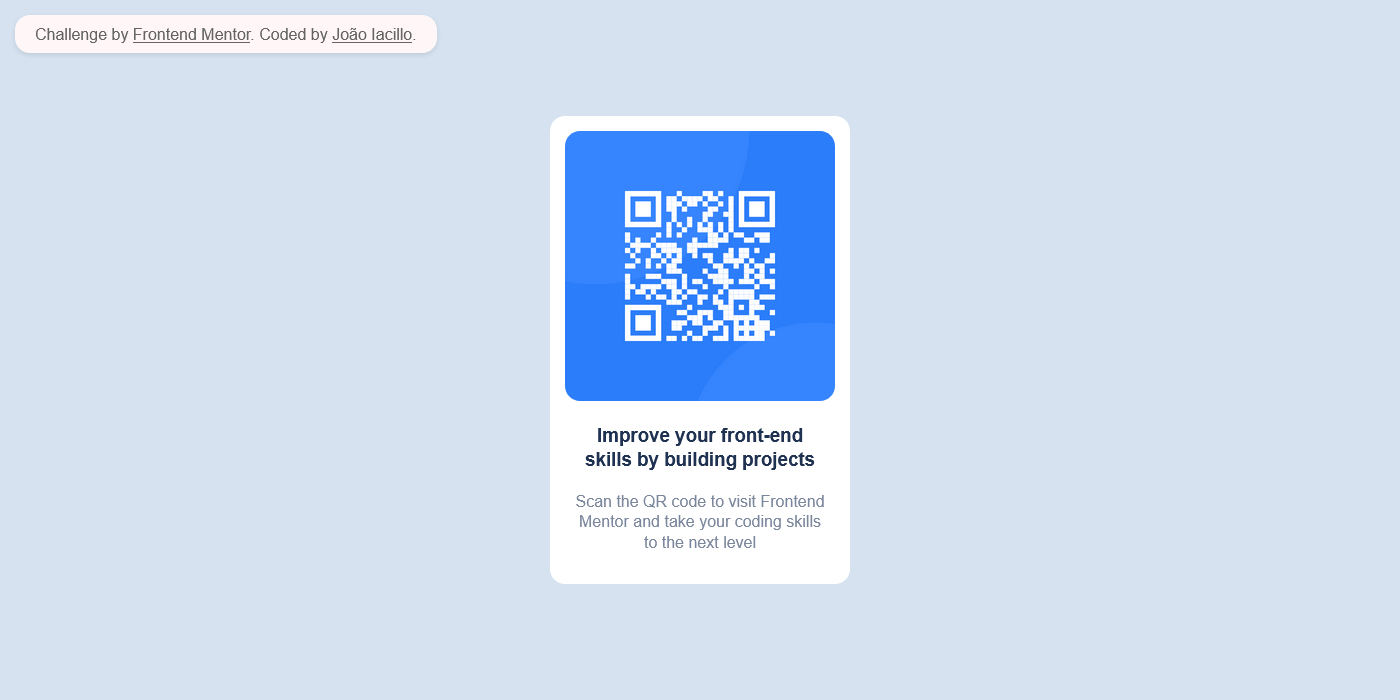 Challenge by Frontend Mentor. Coded by João Iacillo.
Improve your front-end
skills by building projects
Scan the QR code to visit Frontend
Mentor and take your coding skills
to the next level